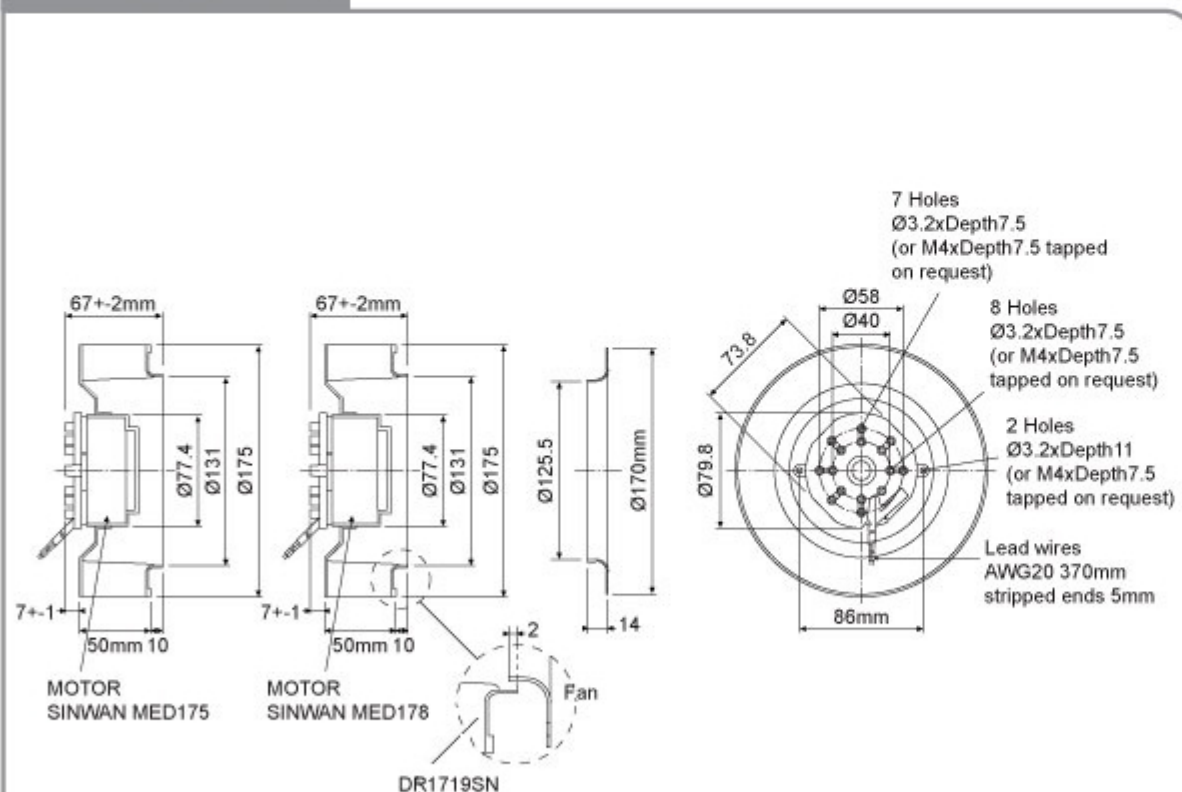 7 Holes
Ø3.2xDepth7.5
(or M4xDepth7.5 tapped
on request)
67+-2mm
67+-2mm
Ø58
Ø40
8 Holes
Ø3.2xDepth7.5
(or M4xDepth7.5
tapped on request)
73.8
2 Holes
Ø3.2xDepth11
(or M4xDepth7.5
tapped on request)
Ø77.4
Ø131
Ø175
Ø77.4
Ø131
Ø175
Ø125.5
Ø170mm
Ø79.8
Lead wires
AWG20 370mm
stripped ends 5mm
7+-1
50mm 10
7+-1
50mm 10
14
86mm
2
MOTOR
SINWAN MED175
MOTOR
SINWAN MED178
Fan
DR1719SN